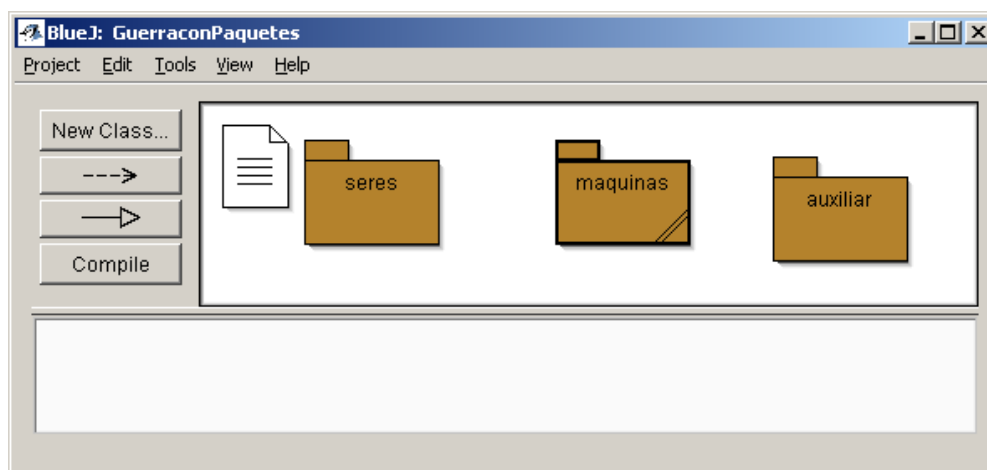 BlueJ: GuerraconPaquetes
Project Edit Tools View Help
New Class...
seres
maquinas
auxiliar
Compile